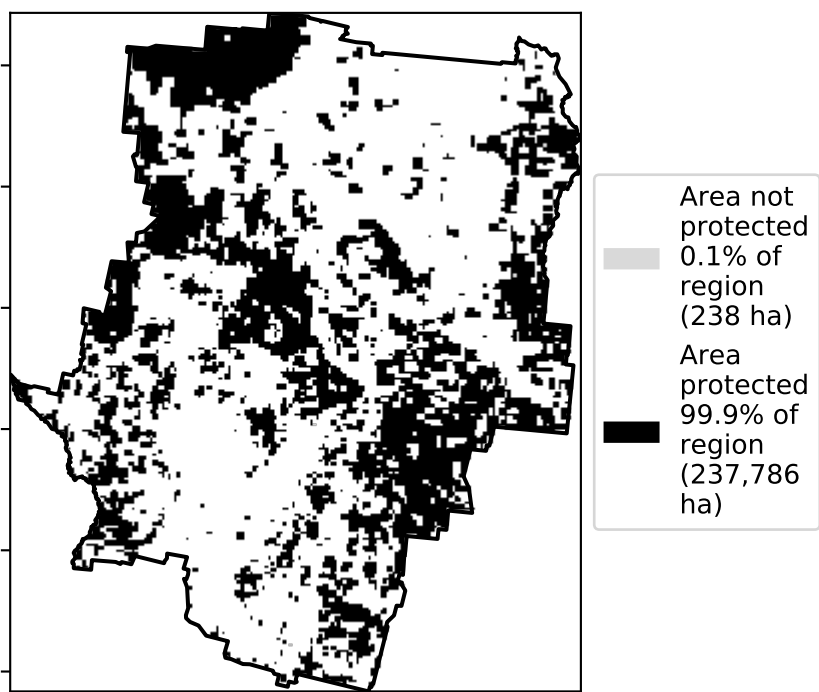 Area not
protected
0.1% of
region
(238 ha)
Area
protected
99.9% of
region
(237,786
ha)